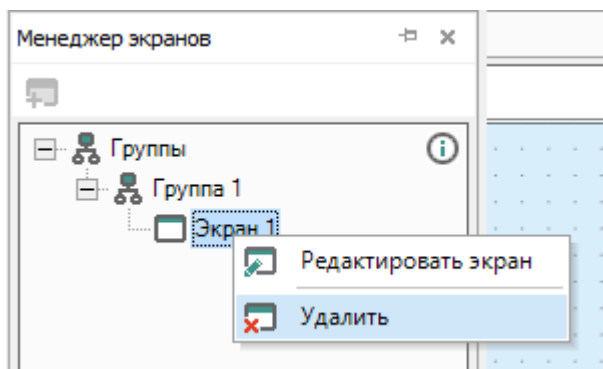 Менеджер экранов
Группы
Группа 1
Экран 1
Редактировать экран
Удалить